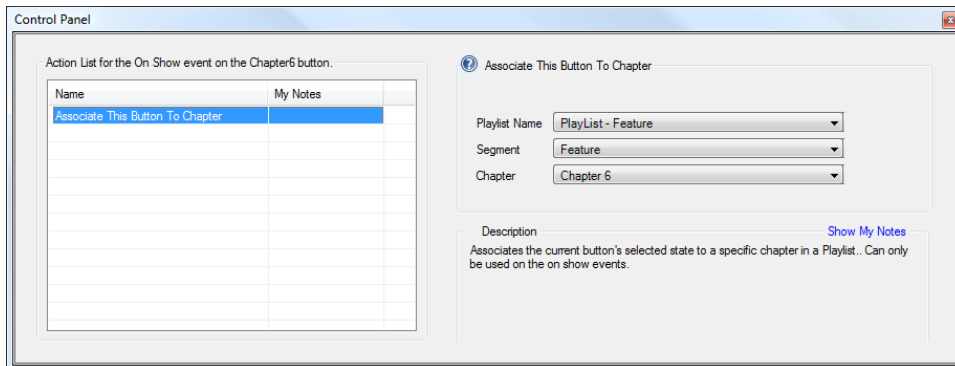 Control Panel
Action List for the On Show event on the Chapter6 button.
Name My Notes
Associate This Button To Chapter
Associate This Button To Chapter
Playlist Name PlayList - Feature
Segment Feature
Chapter Chapter 6
Description Show My Notes
Associates the current button's selected state to a specific chapter in a Playlist.. Can only
be used on the on show events.